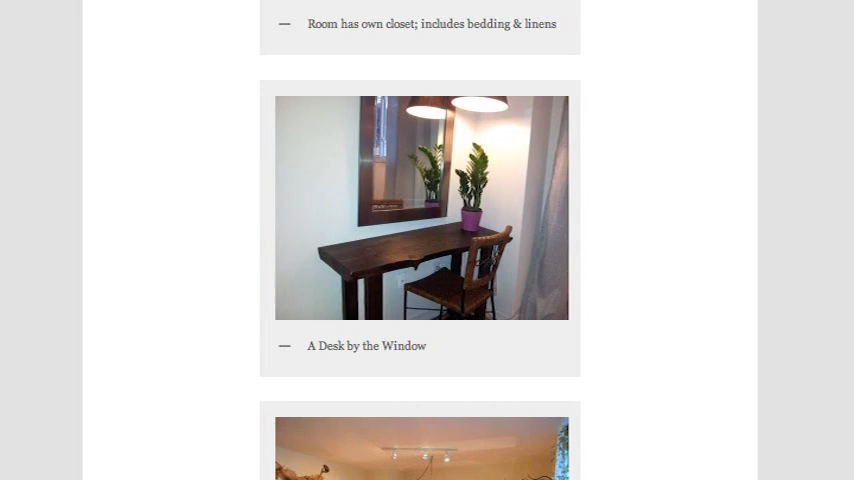 — Room has own closet; includes bedding & linens
— A Desk by the Window